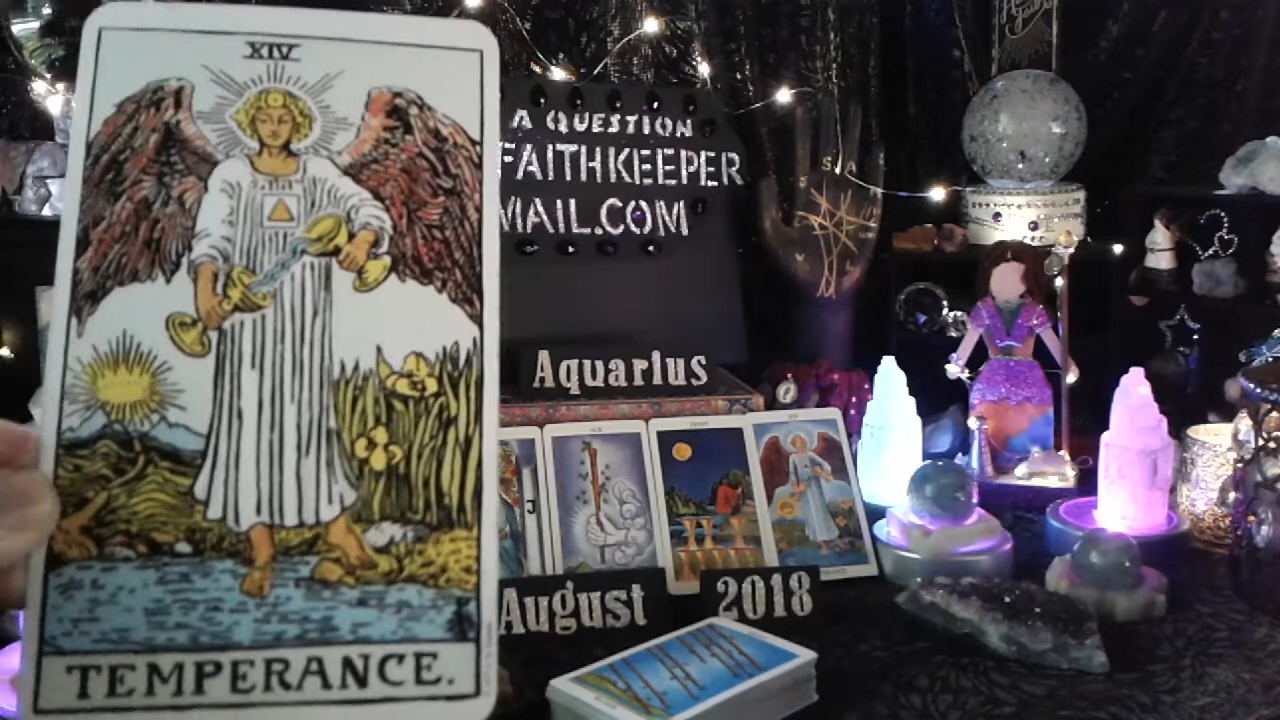 XIV
TEMPERANCE.
A QUESTION
FAITHKEEPER
MAIL.COM
Aquarius
August 2018